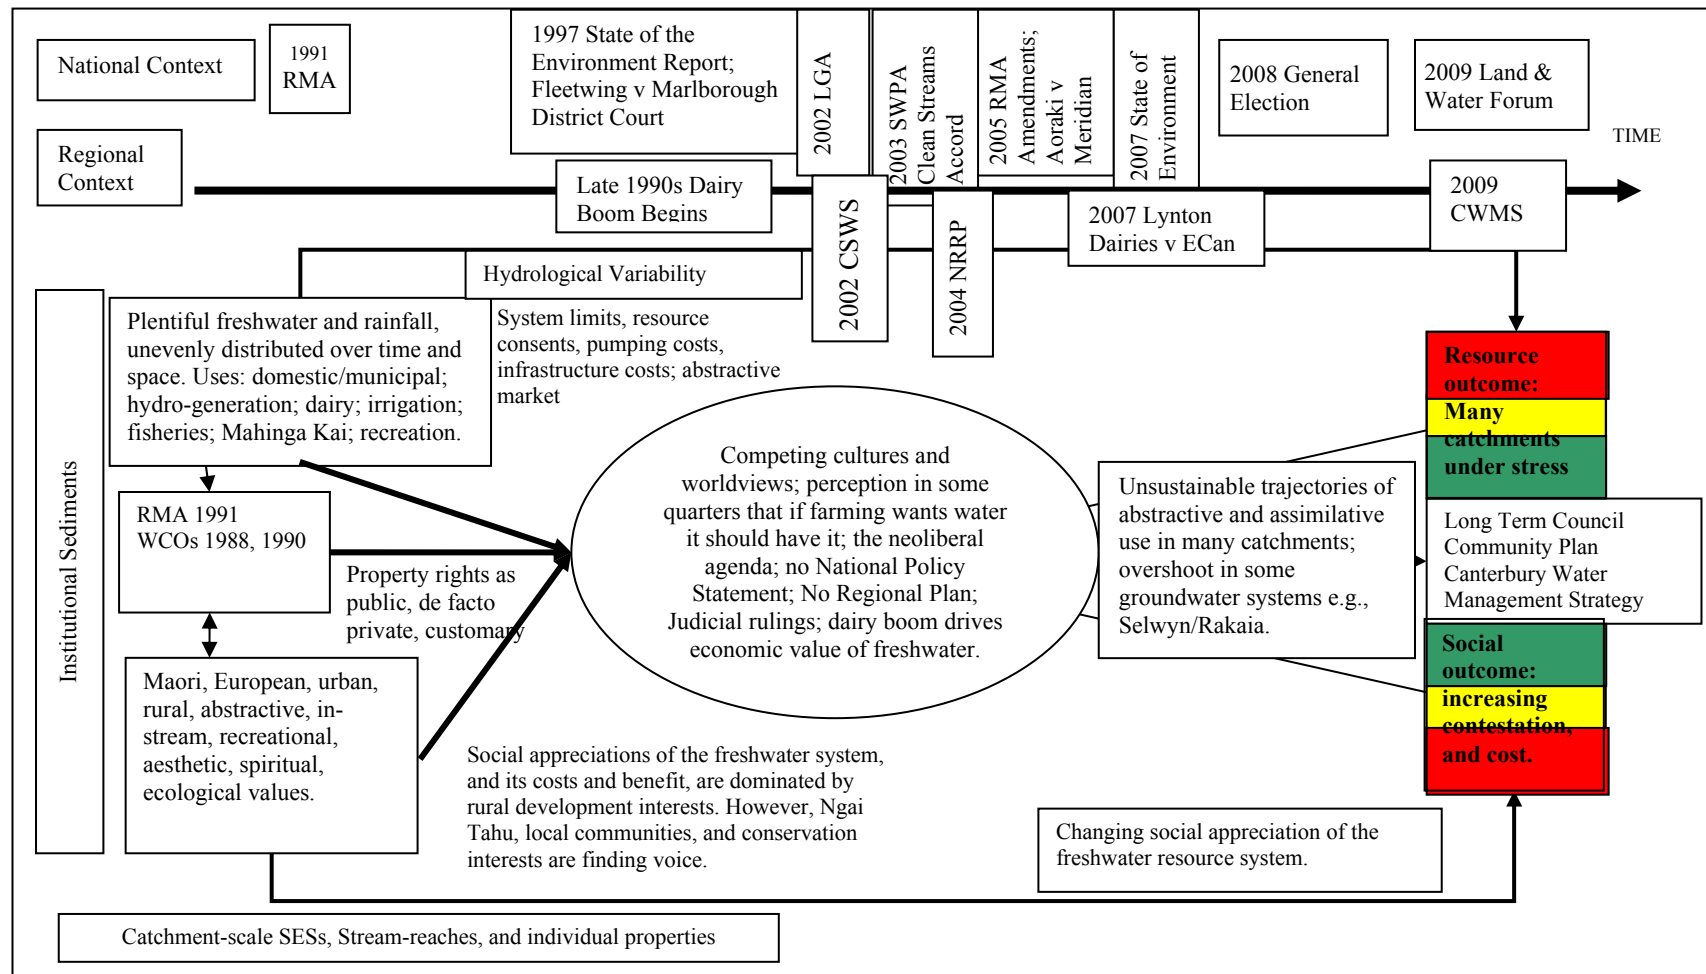 National Context
1991
RMA
1997 State of the
Environment Report;
Fleetwing v Marlborough
District Court
2002 LGA
2003 SWPA
Clean Streams
Accord
2005 RMA
Amendments;
Aoraki v
Meridian
2007 State of
Environment
2008 General
Election
2009 Land &
Water Forum
TIME
Regional
Context
Late 1990s Dairy
Boom Begins
2002 CSWS
2004 NRRP
2007 Lynton
Dairies v ECan
2009
CWMS
Hydrological Variability
Institutional Sediments
Plentiful freshwater and rainfall,
unevenly distributed over time and
space. Uses: domestic/municipal;
hydro-generation; dairy; irrigation;
fisheries; Mahinga Kai; recreation.
System limits, resource
consents, pumping costs,
infrastructure costs; abstractive
market
RMA 1991
WCOs 1988, 1990
Property rights as
public, de facto
private, customary
Maori, European, urban,
rural, abstractive, in-
stream, recreational,
aesthetic, spiritual,
ecological values.
Competing cultures and
worldviews; perception in some
quarters that if farming wants water
it should have it; the neoliberal
agenda; no National Policy
Statement; No Regional Plan;
Judicial rulings; dairy boom drives
economic value of freshwater.
Social appreciations of the freshwater system,
and its costs and benefit, are dominated by
rural development interests. However, Ngai
Tahu, local communities, and conservation
interests are finding voice.
Unsustainable trajectories of
abstractive and assimilative
use in many catchments;
overshoot in some
groundwater systems e.g.,
Selwyn/Rakaia.
Resource
outcome:
Many
catchments
under stress
Long Term Council
Community Plan
Canterbury Water
Management Strategy
Social
outcome:
increasing
contestation,
and cost.
Changing social appreciation of the
freshwater resource system.
Catchment-scale SESs, Stream-reaches, and individual properties